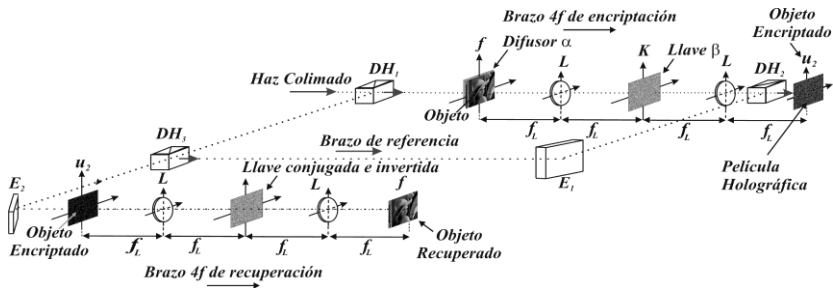 Brazo 4f de encriptación
Objeto
Encriptado
f
Difusor α
K
Llave β
u₂
Haz Colimado
DH₁
L
L
DH₂
Objeto
f_L
f_L
f_L
f_L
DH₃
Brazo de referencia
E₁
Película
Holográfica
u₂
Llave conjugada e invertida
E₂
L
L
f
Objeto
Encriptado
f_L
f_L
f_L
f_L
Objeto
Recuperado
Brazo 4f de recuperación